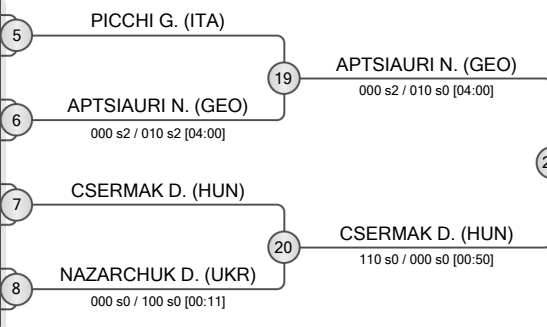 PICCHI G. (ITA)
5
APTSIAURI N. (GEO)
19
000 s2 / 010 s0 [04:00]
APTSIAURI N. (GEO)
6
000 s2 / 010 s2 [04:00]
2
CSERMAK D. (HUN)
7
CSERMAK D. (HUN)
20
110 s0 / 000 s0 [00:50]
NAZARCHUK D. (UKR)
8
000 s0 / 100 s0 [00:11]